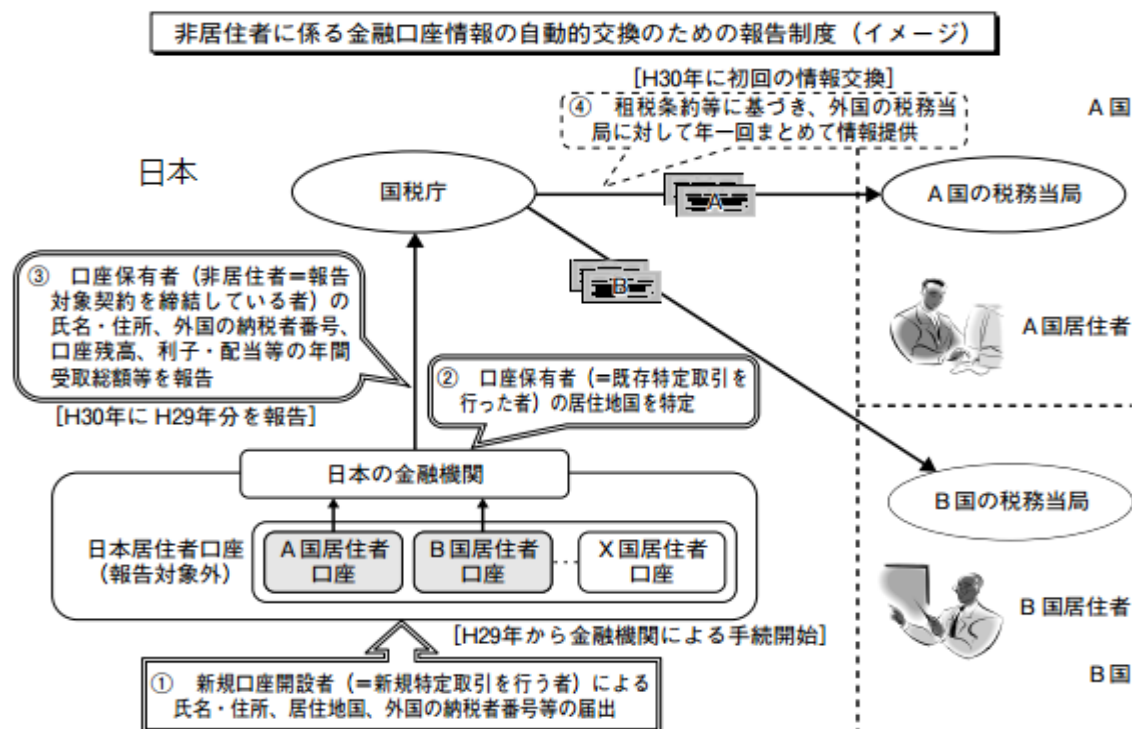 非居住者に係る金融口座情報の自動的交換のための報告制度（イメージ）
[H30年に初回の情報交換]
④　租税条約等に基づき、外国の税務当
局に対して年一回まとめて情報提供
A国
日本
国税庁
A
A国の税務当局
B
③　口座保有者（非居住者＝報告
対象契約を締結している者）の
氏名・住所、外国の納税者番号、
口座残高、利子・配当等の年間
受取総額等を報告
[H30年にH29年分を報告]
A国居住者
②　口座保有者（＝既存特定取引を
行った者）の居住地国を特定
日本の金融機関
B国の税務当局
日本居住者口座
（報告対象外）
A国居住者
口座
B国居住者
口座
X国居住者
口座
B国居住者
[H29年から金融機関による手続開始]
①　新規口座開設者（＝新規特定取引を行う者）による
氏名・住所、居住地国、外国の納税者番号等の届出
B国